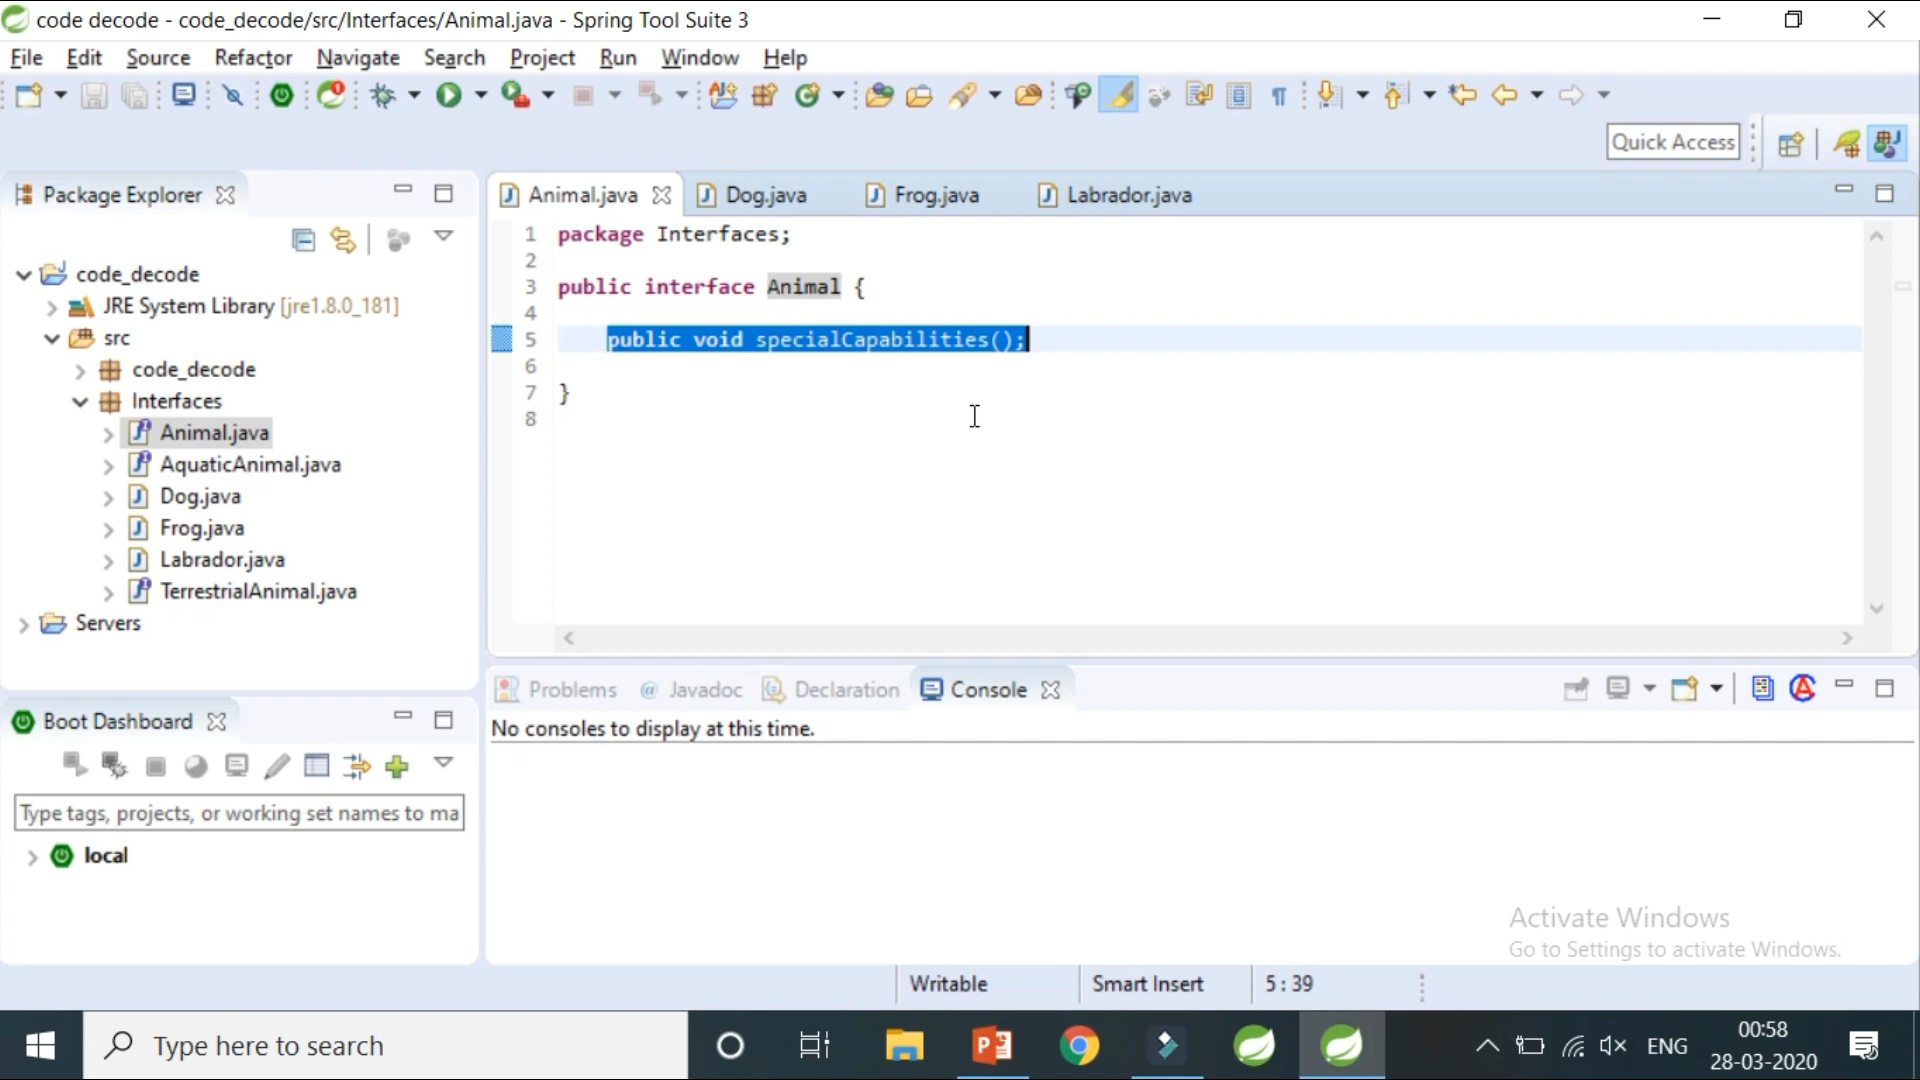 code decode - code_decode/src/Interfaces/Animal.java - Spring Tool Suite 3
File Edit Source Refactor Navigate Search Project Run Window Help
Quick Access
Package Explorer
code_decode
JRE System Library [jre1.8.0_181]
src
code_decode
Interfaces
Animal.java
AquaticAnimal.java
Dog.java
Frog.java
Labrador.java
TerrestrialAnimal.java
Servers
Boot Dashboard
Type tags, projects, or working set names to ma
local
Animal.java Dog.java Frog.java Labrador.java
1 package Interfaces;
2
3 public interface Animal {
4
5 public void specialCapabilities();
6
7 }
8
Problems Javadoc Declaration Console
No consoles to display at this time.
Activate Windows
Go to Settings to activate Windows.
Writable Smart Insert 5 : 39
Type here to search
ENG
00:58
28-03-2020